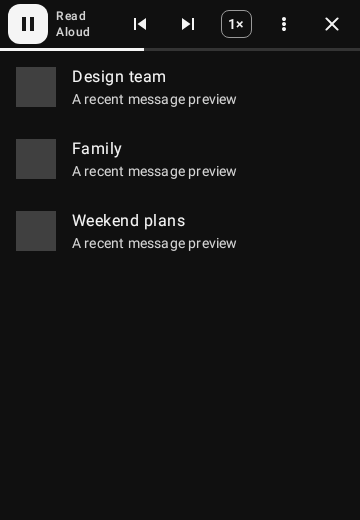 Read
Aloud
1×
Design team
A recent message preview
Family
A recent message preview
Weekend plans
A recent message preview